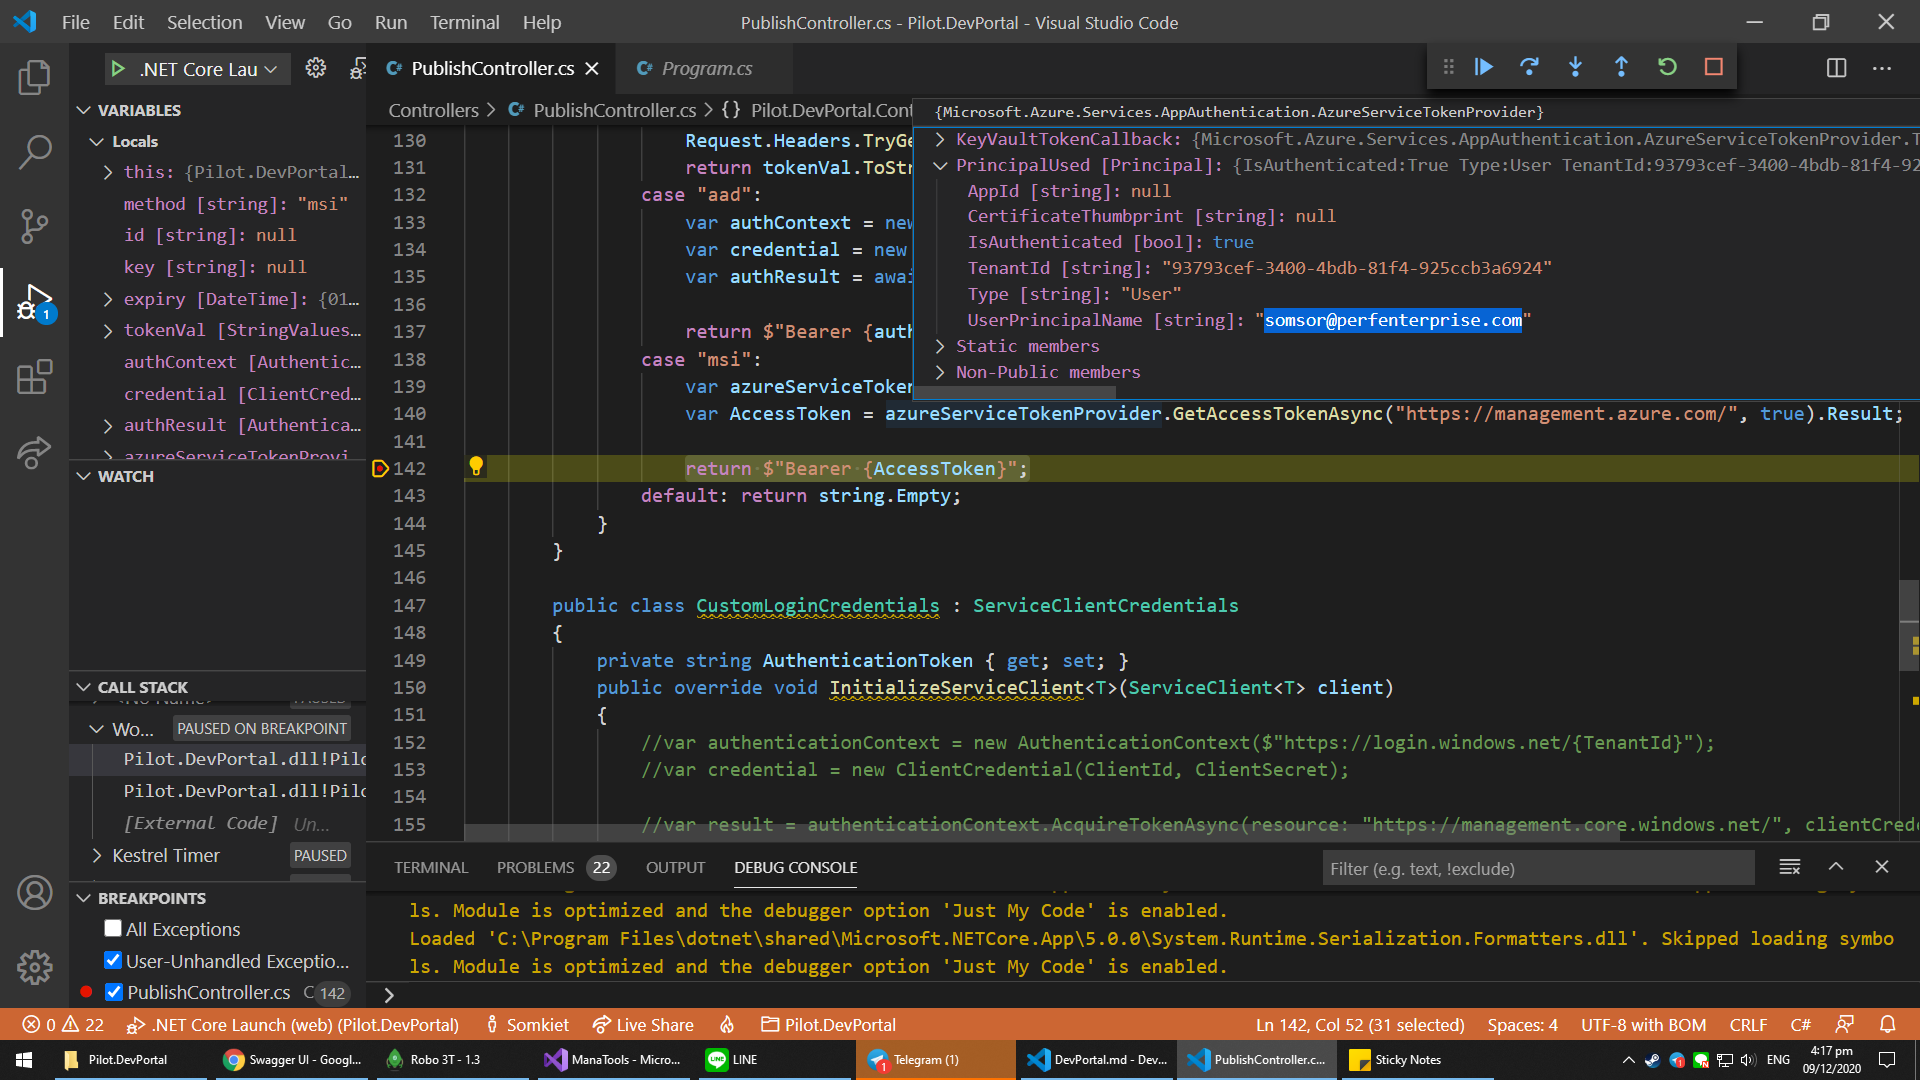 File Edit Selection View Go Run Terminal Help
PublishController.cs - Pilot.DevPortal - Visual Studio Code
.NET Core Lau
C# PublishController.cs
C# Program.cs
VARIABLES
Locals
this: {Pilot.DevPortal…
method [string]: "msi"
id [string]: null
key [string]: null
expiry [DateTime]: {01…
tokenVal [StringValues…
authContext [Authentic…
credential [ClientCred…
authResult [Authentica…
azureServiceTokenProvi
WATCH
CALL STACK
Wo… PAUSED ON BREAKPOINT
Pilot.DevPortal.dll!Pilo
Pilot.DevPortal.dll!Pilo
[External Code] Un…
Kestrel Timer PAUSED
BREAKPOINTS
All Exceptions
User-Unhandled Exceptio…
PublishController.cs C 142
1
Controllers > C# PublishController.cs > {} Pilot.DevPortal.Cont
{Microsoft.Azure.Services.AppAuthentication.AzureServiceTokenProvider}
KeyVaultTokenCallback: {Microsoft.Azure.Services.AppAuthentication.AzureServiceTokenProvider.T
PrincipalUsed [Principal]: {IsAuthenticated:True Type:User TenantId:93793cef-3400-4bdb-81f4-92
AppId [string]: null
CertificateThumbprint [string]: null
IsAuthenticated [bool]: true
TenantId [string]: "93793cef-3400-4bdb-81f4-925ccb3a6924"
Type [string]: "User"
UserPrincipalName [string]: "somsor@perfenterprise.com"
Static members
Non-Public members
130 Request.Headers.TryGe
131 return tokenVal.ToStr
132 case "aad":
133 var authContext = new
134 var credential = new
135 var authResult = awai
136
137 return $"Bearer {auth
138 case "msi":
139 var azureServiceToken
140 var AccessToken = azureServiceTokenProvider.GetAccessTokenAsync("https://management.azure.com/", true).Result;
141
142 return $"Bearer {AccessToken}";
143 default: return string.Empty;
144 }
145 }
146
147 public class CustomLoginCredentials : ServiceClientCredentials
148 {
149 private string AuthenticationToken { get; set; }
150 public override void InitializeServiceClient<T>(ServiceClient<T> client)
151 {
152 //var authenticationContext = new AuthenticationContext($"https://login.windows.net/{TenantId}");
153 //var credential = new ClientCredential(ClientId, ClientSecret);
154
155 //var result = authenticationContext.AcquireTokenAsync(resource: "https://management.core.windows.net/", clientCred
TERMINAL PROBLEMS 22 OUTPUT DEBUG CONSOLE
Filter (e.g. text, !exclude)
ls. Module is optimized and the debugger option 'Just My Code' is enabled.
Loaded 'C:\Program Files\dotnet\shared\Microsoft.NETCore.App\5.0.0\System.Runtime.Serialization.Formatters.dll'. Skipped loading symbo
ls. Module is optimized and the debugger option 'Just My Code' is enabled.
0 22 .NET Core Launch (web) (Pilot.DevPortal) Somkiet Live Share Pilot.DevPortal
Ln 142, Col 52 (31 selected) Spaces: 4 UTF-8 with BOM CRLF C#
Pilot.DevPortal
Swagger UI - Googl...
Robo 3T - 1.3
ManaTools - Micro...
LINE
Telegram (1)
DevPortal.md - Dev...
PublishController.c...
Sticky Notes
ENG
4:17 pm
09/12/2020